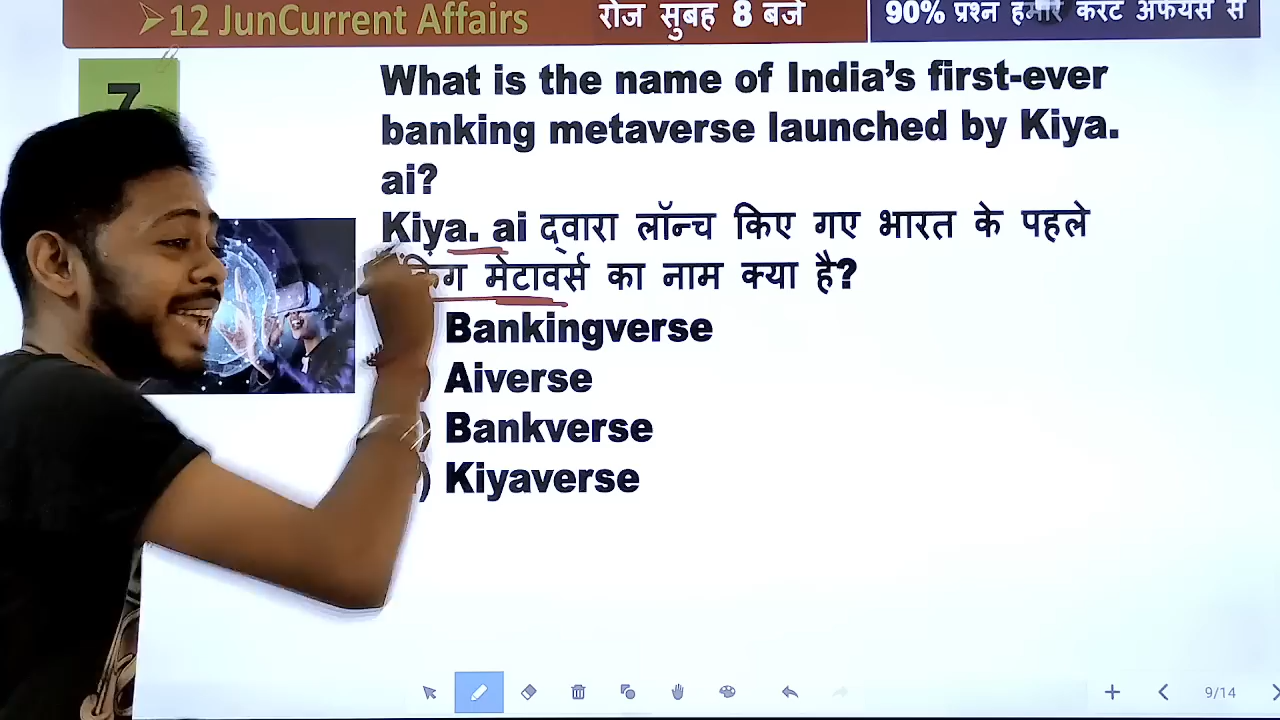 ➢12 JunCurrent Affairs
रोज सुबह 8 बजे
90% प्रश्न हमारे करंट अफेयर्स से
7
What is the name of India’s first-ever
banking metaverse launched by Kiya.
ai?
Kiya. ai द्वारा लॉन्च किए गए भारत के पहले
मेटावर्स का नाम क्या है?
Bankingverse
) Aiverse
) Bankverse
) Kiyaverse
9/14